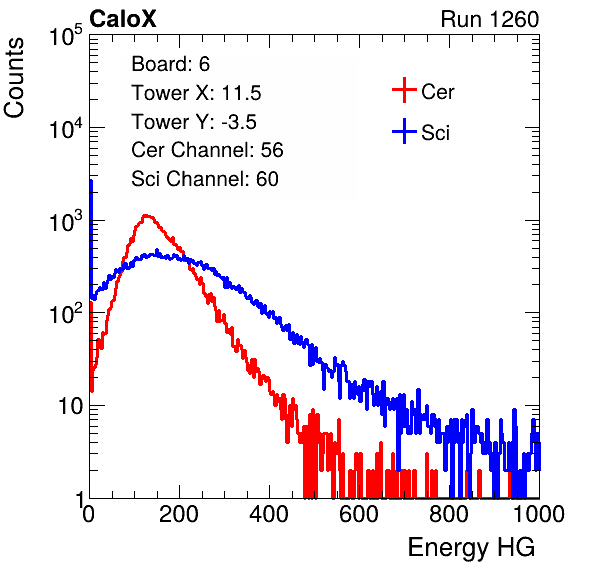 CaloX Run 1260
Counts
Board: 6
Tower X: 11.5
Tower Y: -3.5
Cer Channel: 56
Sci Channel: 60
Cer
Sci
10^5
10^4
10^3
10^2
10
1
0 200 400 600 800 1000
Energy HG